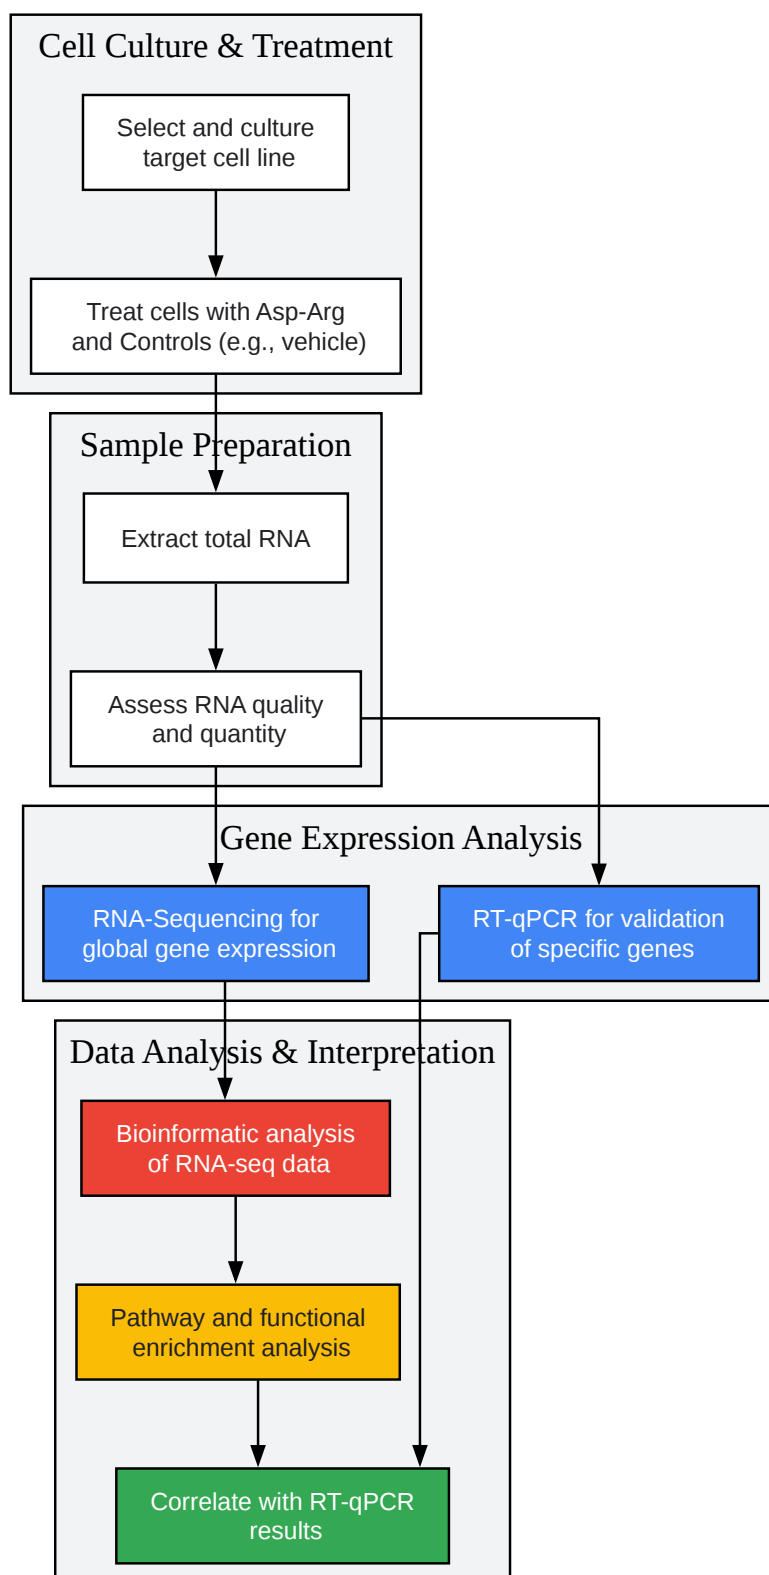 Cell Culture & Treatment
Select and culture
target cell line
Treat cells with Asp-Arg
and Controls (e.g., vehicle)
Sample Preparation
Extract total RNA
Assess RNA quality
and quantity
Gene Expression Analysis
RNA-Sequencing for
global gene expression
RT-qPCR for validation
of specific genes
Data Analysis & Interpretation
Bioinformatic analysis
of RNA-seq data
Pathway and functional
enrichment analysis
Correlate with RT-qPCR
results